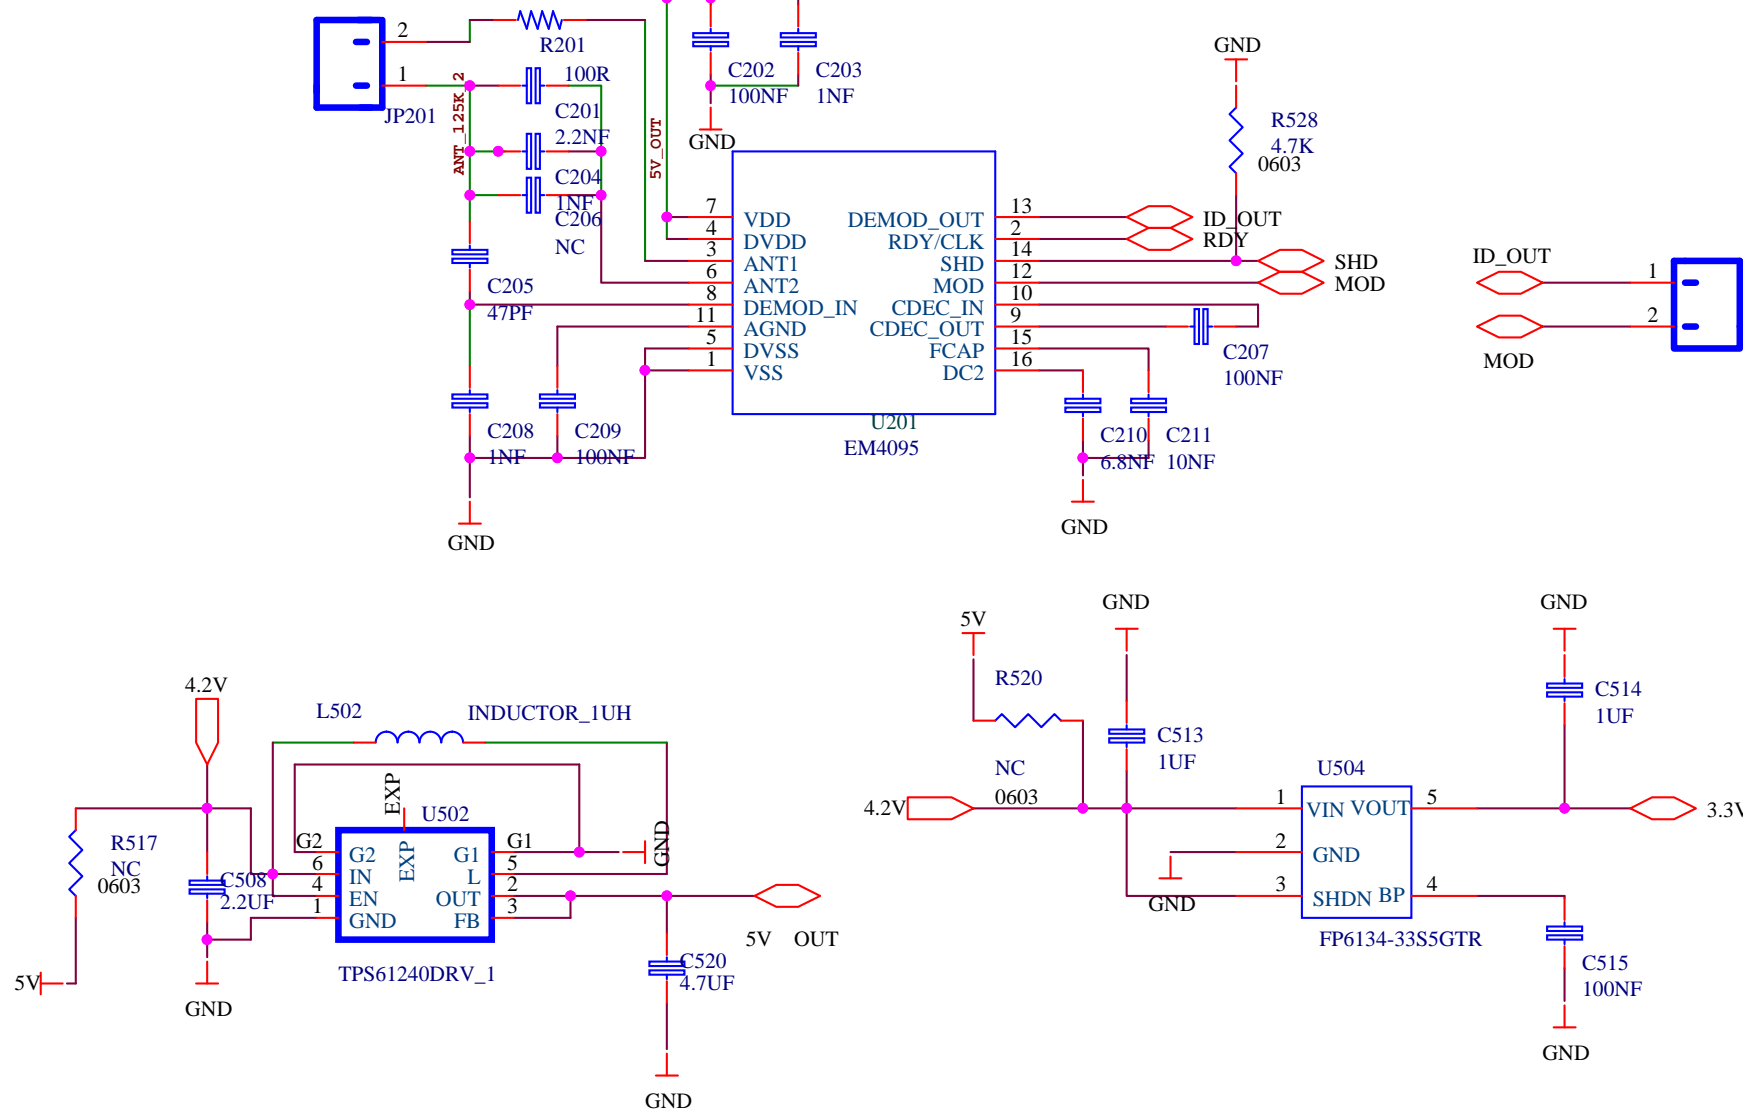 2
1
JP201
R201
100R
ANT_125K_2
C201
2.2NF
C204
1NF
C206
NC
5V_OUT
C202
100NF
C203
1NF
GND
GND
R528
4.7K
0603
7 VDD
4 DVDD
3 ANT1
6 ANT2
8 DEMOD_IN
11 AGND
5 DVSS
1 VSS
DEMOD_OUT 13
RDY/CLK 2
SHD 14
MOD 12
CDEC_IN 10
CDEC_OUT 9
FCAP 15
DC2 16
U201
EM4095
ID_OUT
RDY
SHD
MOD
ID_OUT
1
2
MOD
C205
47PF
C208
1NF
C209
100NF
GND
C207
100NF
C210
6.8NF
C211
10NF
GND
4.2V
L502
INDUCTOR_1UH
EXP
U502
R517
NC
0603
C508
2.2UF
G2 G2
6 IN
4 EN
1 GND
EXP
G1 G1
L 5
OUT 2
FB 3
GND
TPS61240DRV_1
5V
GND
5V OUT
C520
4.7UF
GND
5V
R520
NC
0603
GND
C513
1UF
4.2V
U504
1 VIN
2 GND
3 SHDN
VOUT 5
BP 4
GND
FP6134-33S5GTR
GND
C514
1UF
3.3V
C515
100NF
GND